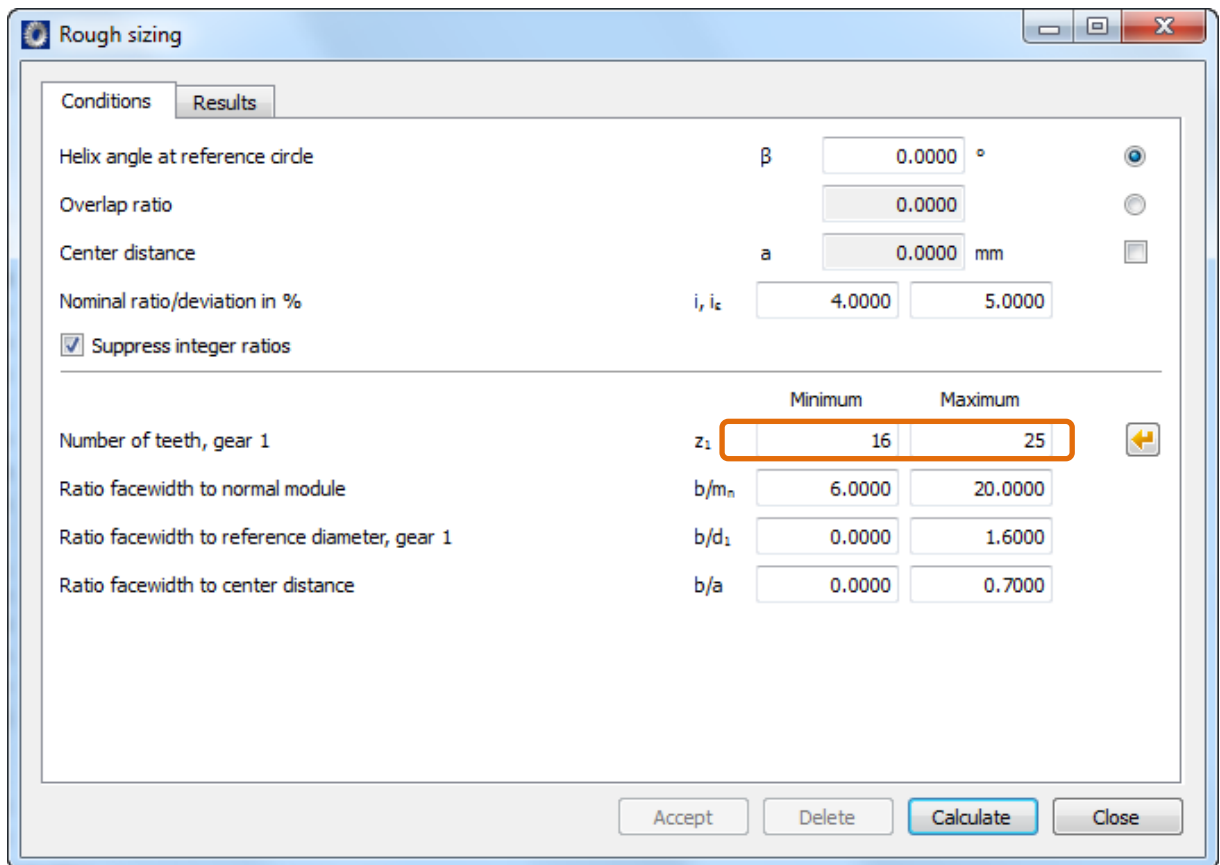 Rough sizing
Conditions Results
Helix angle at reference circle β 0.0000 °
Overlap ratio 0.0000
Center distance a 0.0000 mm
Nominal ratio/deviation in % i, iε 4.0000 5.0000
Suppress integer ratios
Minimum Maximum
Number of teeth, gear 1 z₁ 16 25
Ratio facewidth to normal module b/mₙ 6.0000 20.0000
Ratio facewidth to reference diameter, gear 1 b/d₁ 0.0000 1.6000
Ratio facewidth to center distance b/a 0.0000 0.7000
Accept Delete Calculate Close